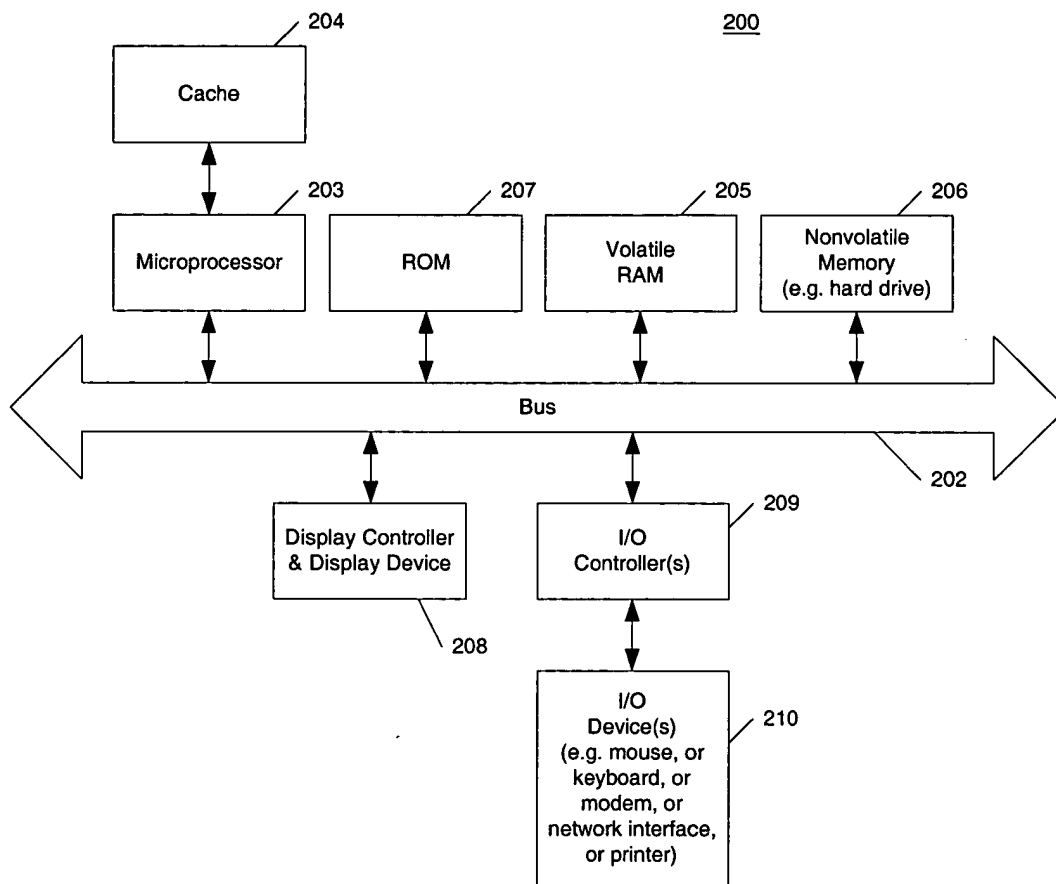 204
200
Cache
203
207
205
206
Microprocessor
ROM
Volatile
RAM
Nonvolatile
Memory
(e.g. hard drive)
Bus
202
209
Display Controller
& Display Device
I/O
Controller(s)
208
I/O
Device(s)
(e.g. mouse, or
keyboard, or
modem, or
network interface,
or printer)
210